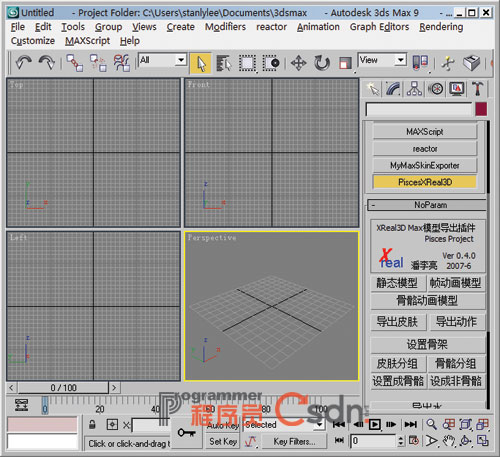 Untitled - Project Folder: C:\Users\stanlylee\Documents\3dsmax - Autodesk 3ds Max 9
File Edit Tools Group Views Create Modifiers reactor Animation Graph Editors Rendering
Customize MAXScript Help
All
View
Top
Front
MAXScript
reactor
MyMaxSkinExporter
PiscesXReal3D
- NoParam
XReal3D Max模型导出插件
Pisces Project
Xreal
Ver 0.4.0
潘李亮 2007-6
Left
Perspective
静态模型 帧动画模型
骨骼动画模型
导出皮肤 导出动作
设置骨架
皮肤分组 骨骼分组
设置成骨骼 设成非骨骼
0 / 100
0
100
Programmer
程序员 Csdn
Auto Key Selected
Click or click-and-drag t
Set Key Key Filters...
0